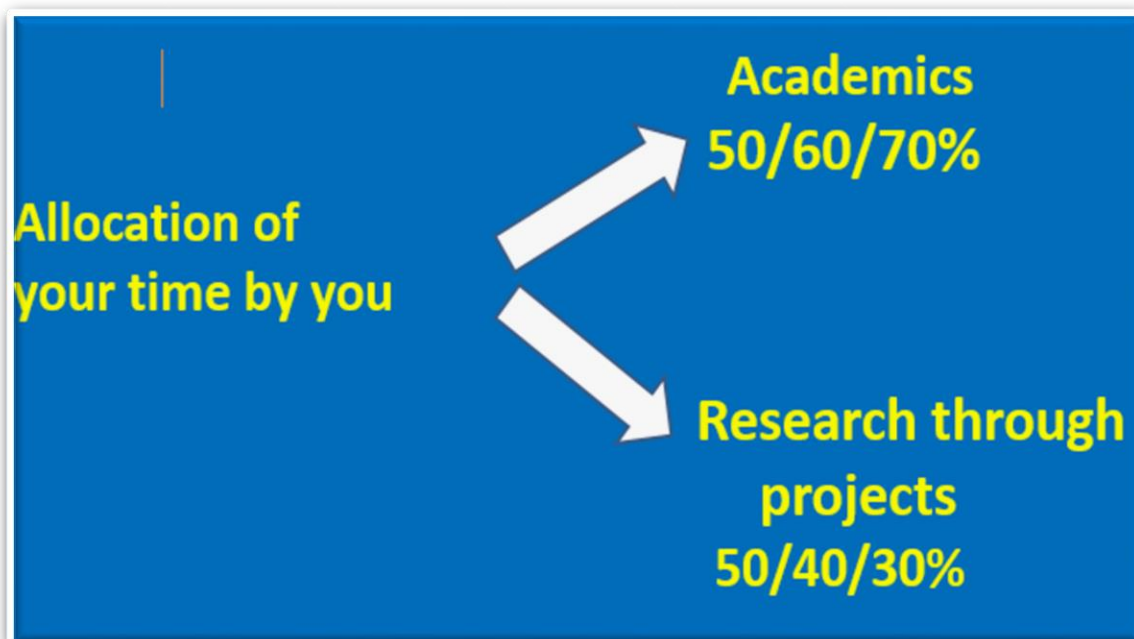 Allocation of
your time by you
Academics
50/60/70%
Research through
projects
50/40/30%